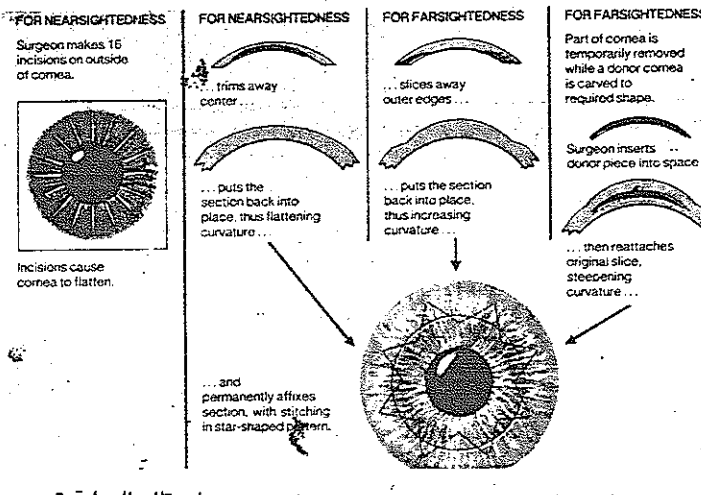 FOR NEARSIGHTEDNESS
Surgeon makes 16
incisions on outside
of cornea.
Incisions cause
cornea to flatten.
FOR NEARSIGHTEDNESS
... trims away
center ...
... puts the
section back into
place, thus flattening
curvature ...
... and
permanently affixes
section, with stitching
in star-shaped pattern.
FOR FARSIGHTEDNESS
... slices away
outer edges ...
... puts the section
back into place,
thus increasing
curvature ...
FOR FARSIGHTEDNESS
Part of cornea is
temporarily removed
while a donor cornea
is carved to
required shape.
Surgeon inserts
donor piece into space
... then reattaches
original slice,
steepening
curvature ...